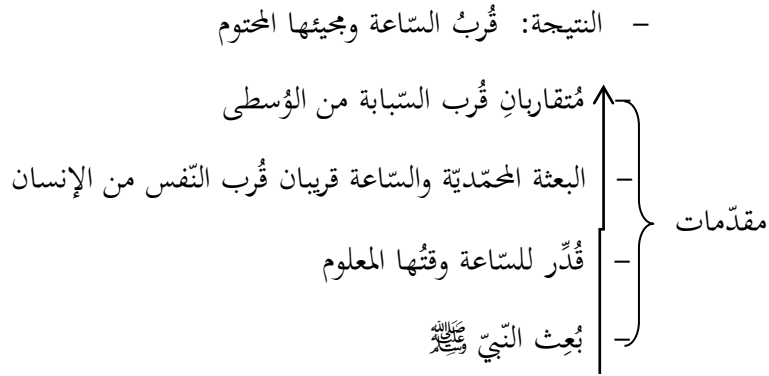 – النتيجة: قُربُ السّاعة ومجيئها المحتوم
– مُتقاربانِ قُرب السّبابة من الوُسطى
– البعثة المحمّديّة والسّاعة قريبان قُرب النّفس من الإنسان
مقدّمات
– قُدِّر للسّاعة وقتُها المعلوم
– بُعِث النّبيّ ﷺ